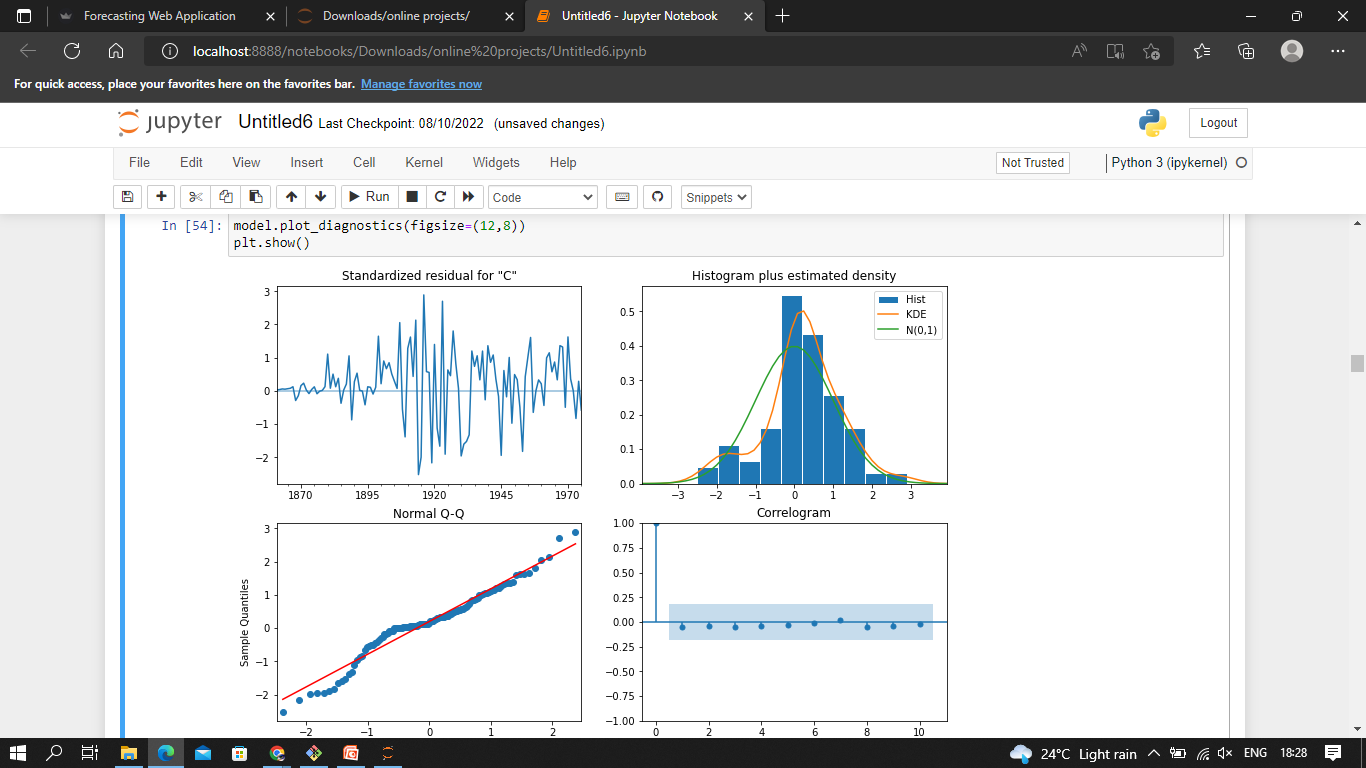 Forecasting Web Application
Downloads/online projects/
Untitled6 - Jupyter Notebook
localhost:8888/notebooks/Downloads/online%20projects/Untitled6.ipynb
For quick access, place your favorites here on the favorites bar. Manage favorites now
jupyter Untitled6 Last Checkpoint: 08/10/2022 (unsaved changes)
Logout
File Edit View Insert Cell Kernel Widgets Help
Not Trusted
Python 3 (ipykernel)
Run
Code
Snippets
In [54]: model.plot_diagnostics(figsize=(12,8))
plt.show()
Standardized residual for "C"
3
2
1
0
−1
−2
1870 1895 1920 1945 1970
Histogram plus estimated density
Hist
KDE
N(0,1)
0.5
0.4
0.3
0.2
0.1
0.0
−3 −2 −1 0 1 2 3
Normal Q-Q
Sample Quantiles
3
2
1
0
−1
−2
−2 −1 0 1 2
Correlogram
1.00
0.75
0.50
0.25
0.00
−0.25
−0.50
−0.75
−1.00
0 2 4 6 8 10
24°C Light rain
ENG
18:28